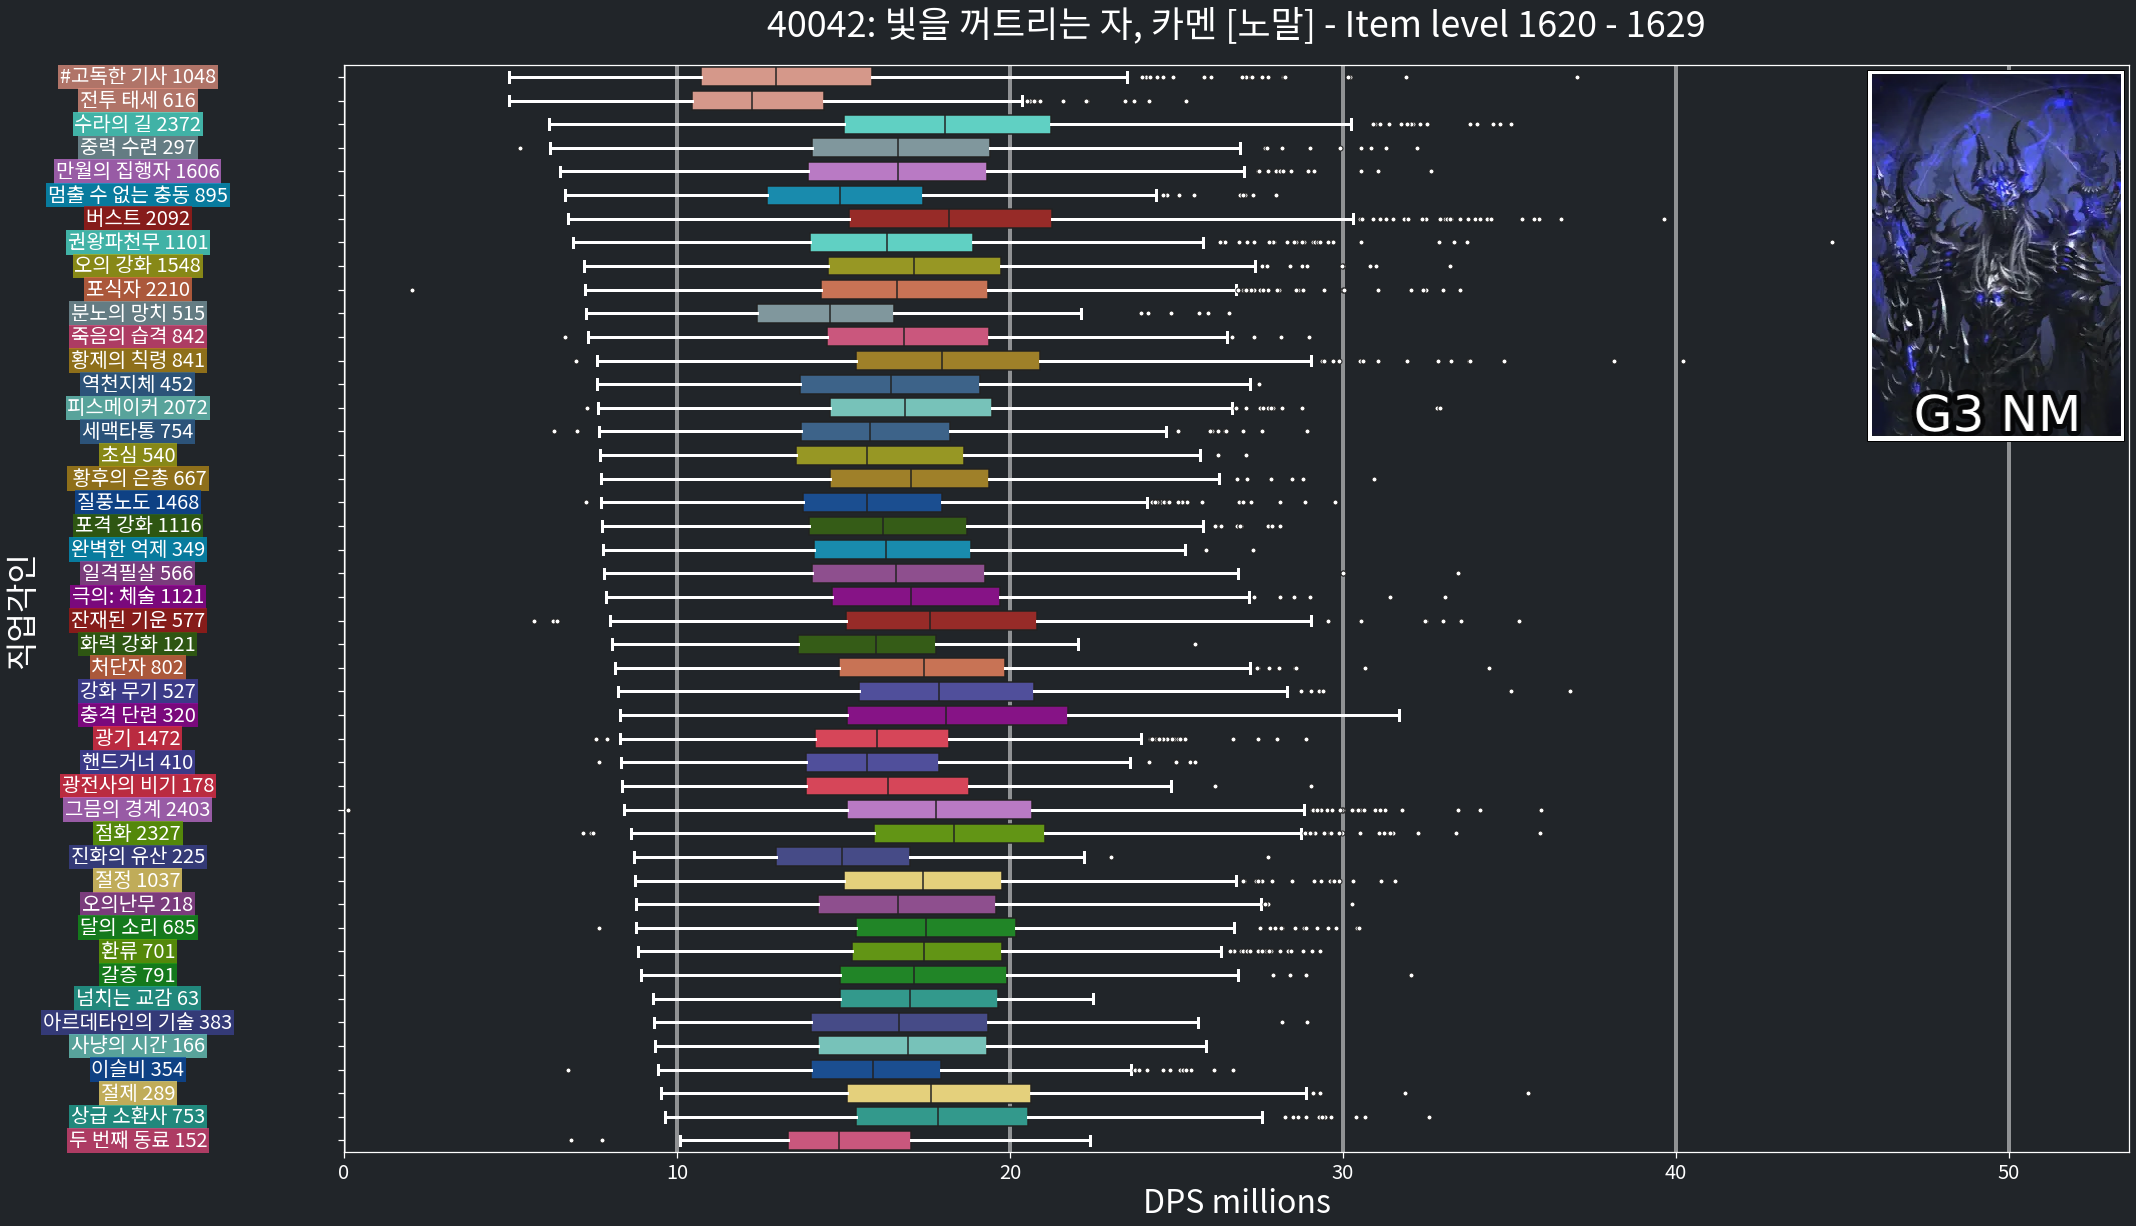 40042: 빛을 꺼트리는 자, 카멘 [노말] - Item level 1620 - 1629
#고독한 기사 1048
전투 태세 616
수라의 길 2372
중력 수련 297
만월의 집행자 1606
멈출 수 없는 충동 895
버스트 2092
권왕파천무 1101
오의 강화 1548
포식자 2210
분노의 망치 515
죽음의 습격 842
황제의 칙령 841
역천지체 452
피스메이커 2072
세맥타통 754
초심 540
황후의 은총 667
질풍노도 1468
포격 강화 1116
완벽한 억제 349
일격필살 566
극의: 체술 1121
잔재된 기운 577
화력 강화 121
처단자 802
강화 무기 527
충격 단련 320
광기 1472
핸드거너 410
광전사의 비기 178
그믐의 경계 2403
점화 2327
진화의 유산 225
절정 1037
오의난무 218
달의 소리 685
환류 701
갈증 791
넘치는 교감 63
아르데타인의 기술 383
사냥의 시간 166
이슬비 354
절제 289
상급 소환사 753
두 번째 동료 152
직업각인
G3 NM
0 10 20 30 40 50
DPS millions